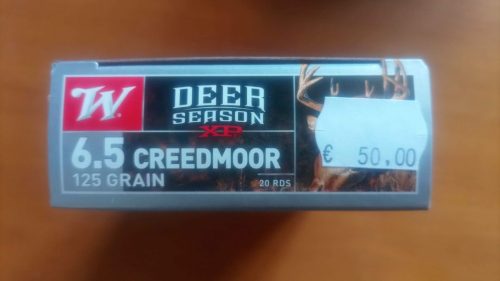 W
DEER
SEASON
XP
6.5 CREEDMOOR
125 GRAIN
20 RDS
€ 50,00